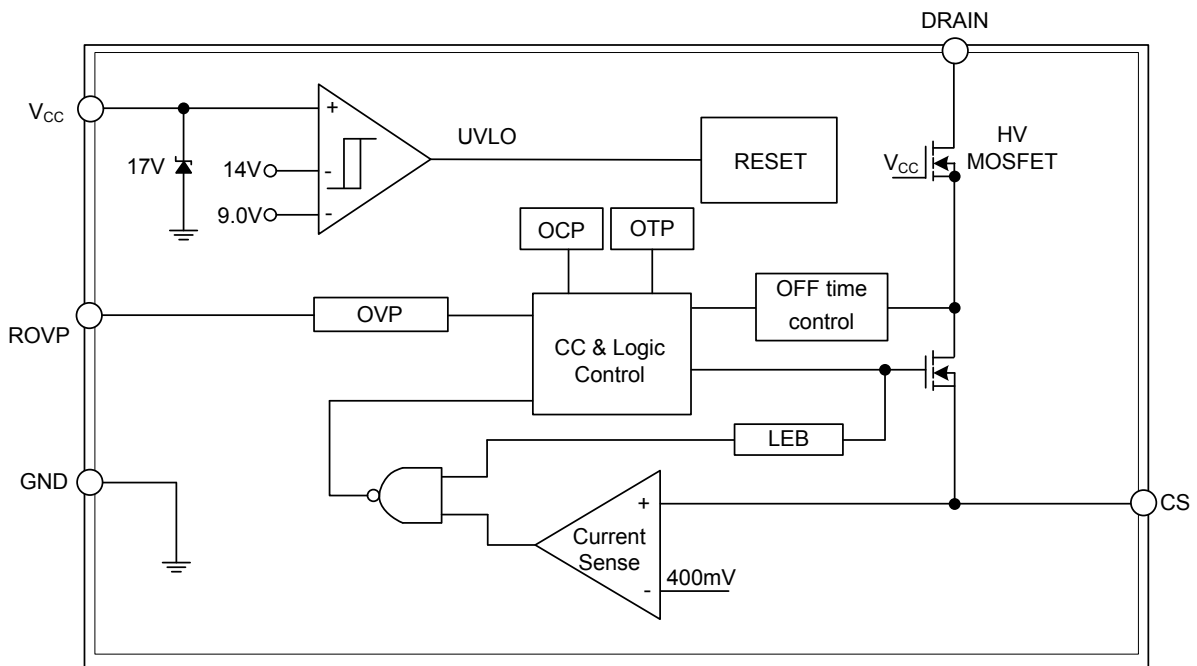 DRAIN
VCC
17V
+
14V
-
9.0V
-
UVLO
RESET
HV
MOSFET
VCC
OCP
OTP
ROVP
OVP
CC & Logic
Control
OFF time
control
LEB
GND
+
Current
Sense
-
400mV
CS